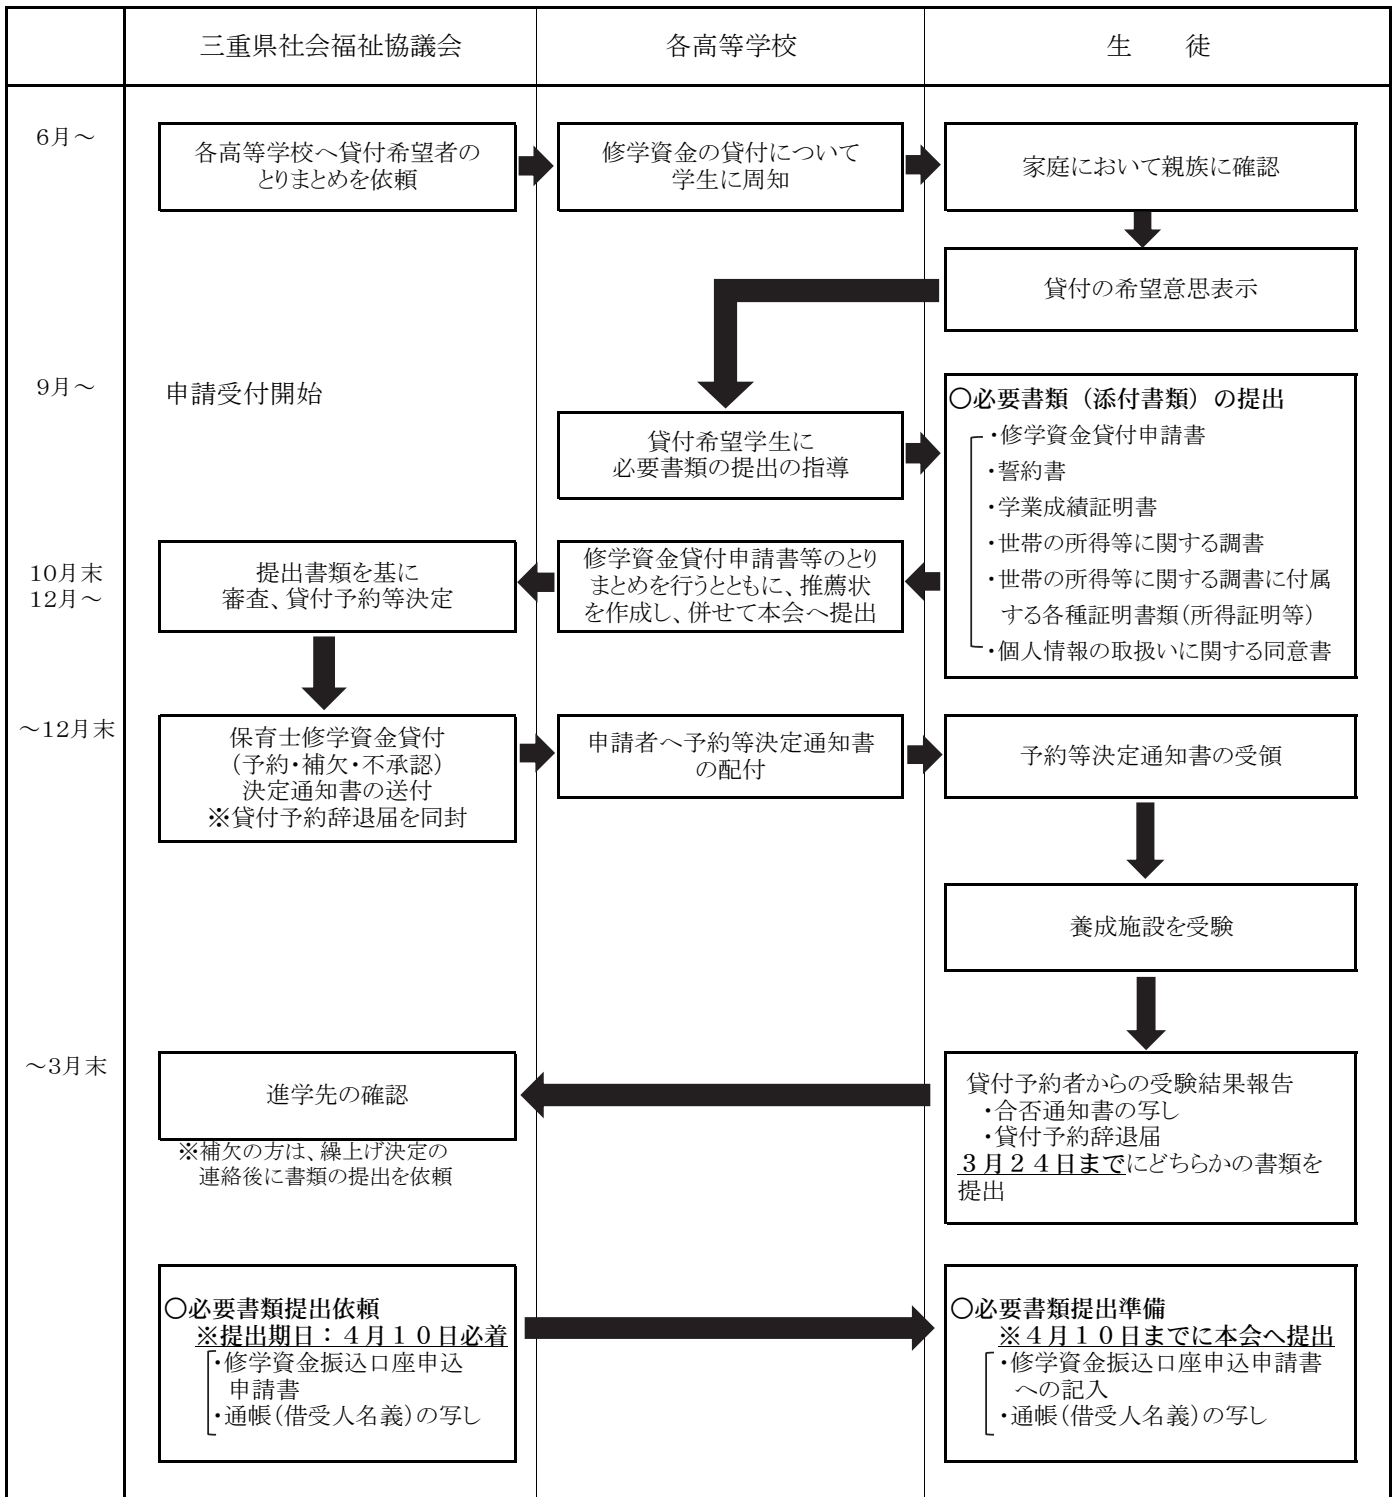 三重県社会福祉協議会
各高等学校
生　徒
6月～
各高等学校へ貸付希望者の
とりまとめを依頼
修学資金の貸付について
学生に周知
家庭において親族に確認
貸付の希望意思表示
9月～
申請受付開始
貸付希望学生に
必要書類の提出の指導
○必要書類（添付書類）の提出
・修学資金貸付申請書
・誓約書
・学業成績証明書
・世帯の所得等に関する調書
・世帯の所得等に関する調書に付属
する各種証明書類（所得証明等）
・個人情報の取扱いに関する同意書
10月末
12月～
提出書類を基に
審査、貸付予約等決定
修学資金貸付申請書等のとり
まとめを行うとともに、推薦状
を作成し、併せて本会へ提出
～12月末
保育士修学資金貸付
（予約・補欠・不承認）
決定通知書の送付
※貸付予約辞退届を同封
申請者へ予約等決定通知書
の配付
予約等決定通知書の受領
養成施設を受験
～3月末
進学先の確認
※補欠の方は、繰上げ決定の
連絡後に書類の提出を依頼
貸付予約者からの受験結果報告
・合否通知書の写し
・貸付予約辞退届
３月２４日までにどちらかの書類を
提出
○必要書類提出依頼
※提出期日：４月１０日必着
・修学資金振込口座申込
申請書
・通帳（借受人名義）の写し
○必要書類提出準備
※４月１０日までに本会へ提出
・修学資金振込口座申込申請書
への記入
・通帳（借受人名義）の写し